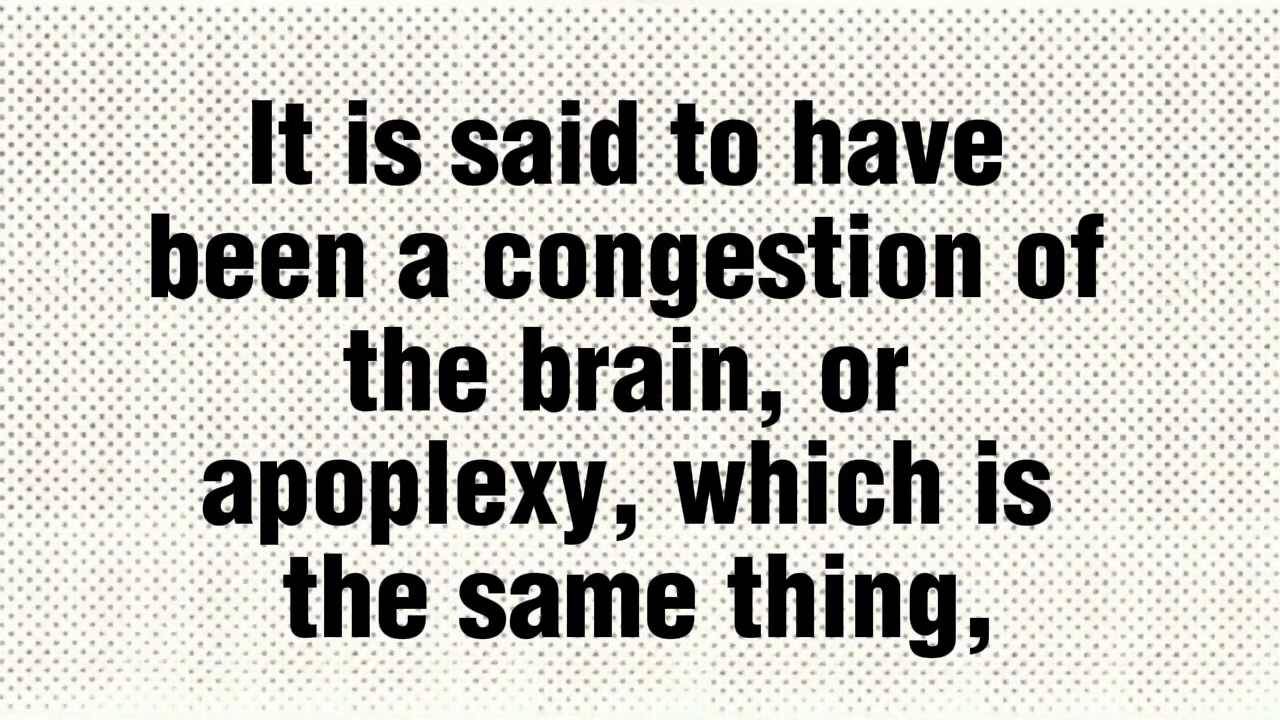 It is said to have
been a congestion of
the brain, or
apoplexy, which is
the same thing,